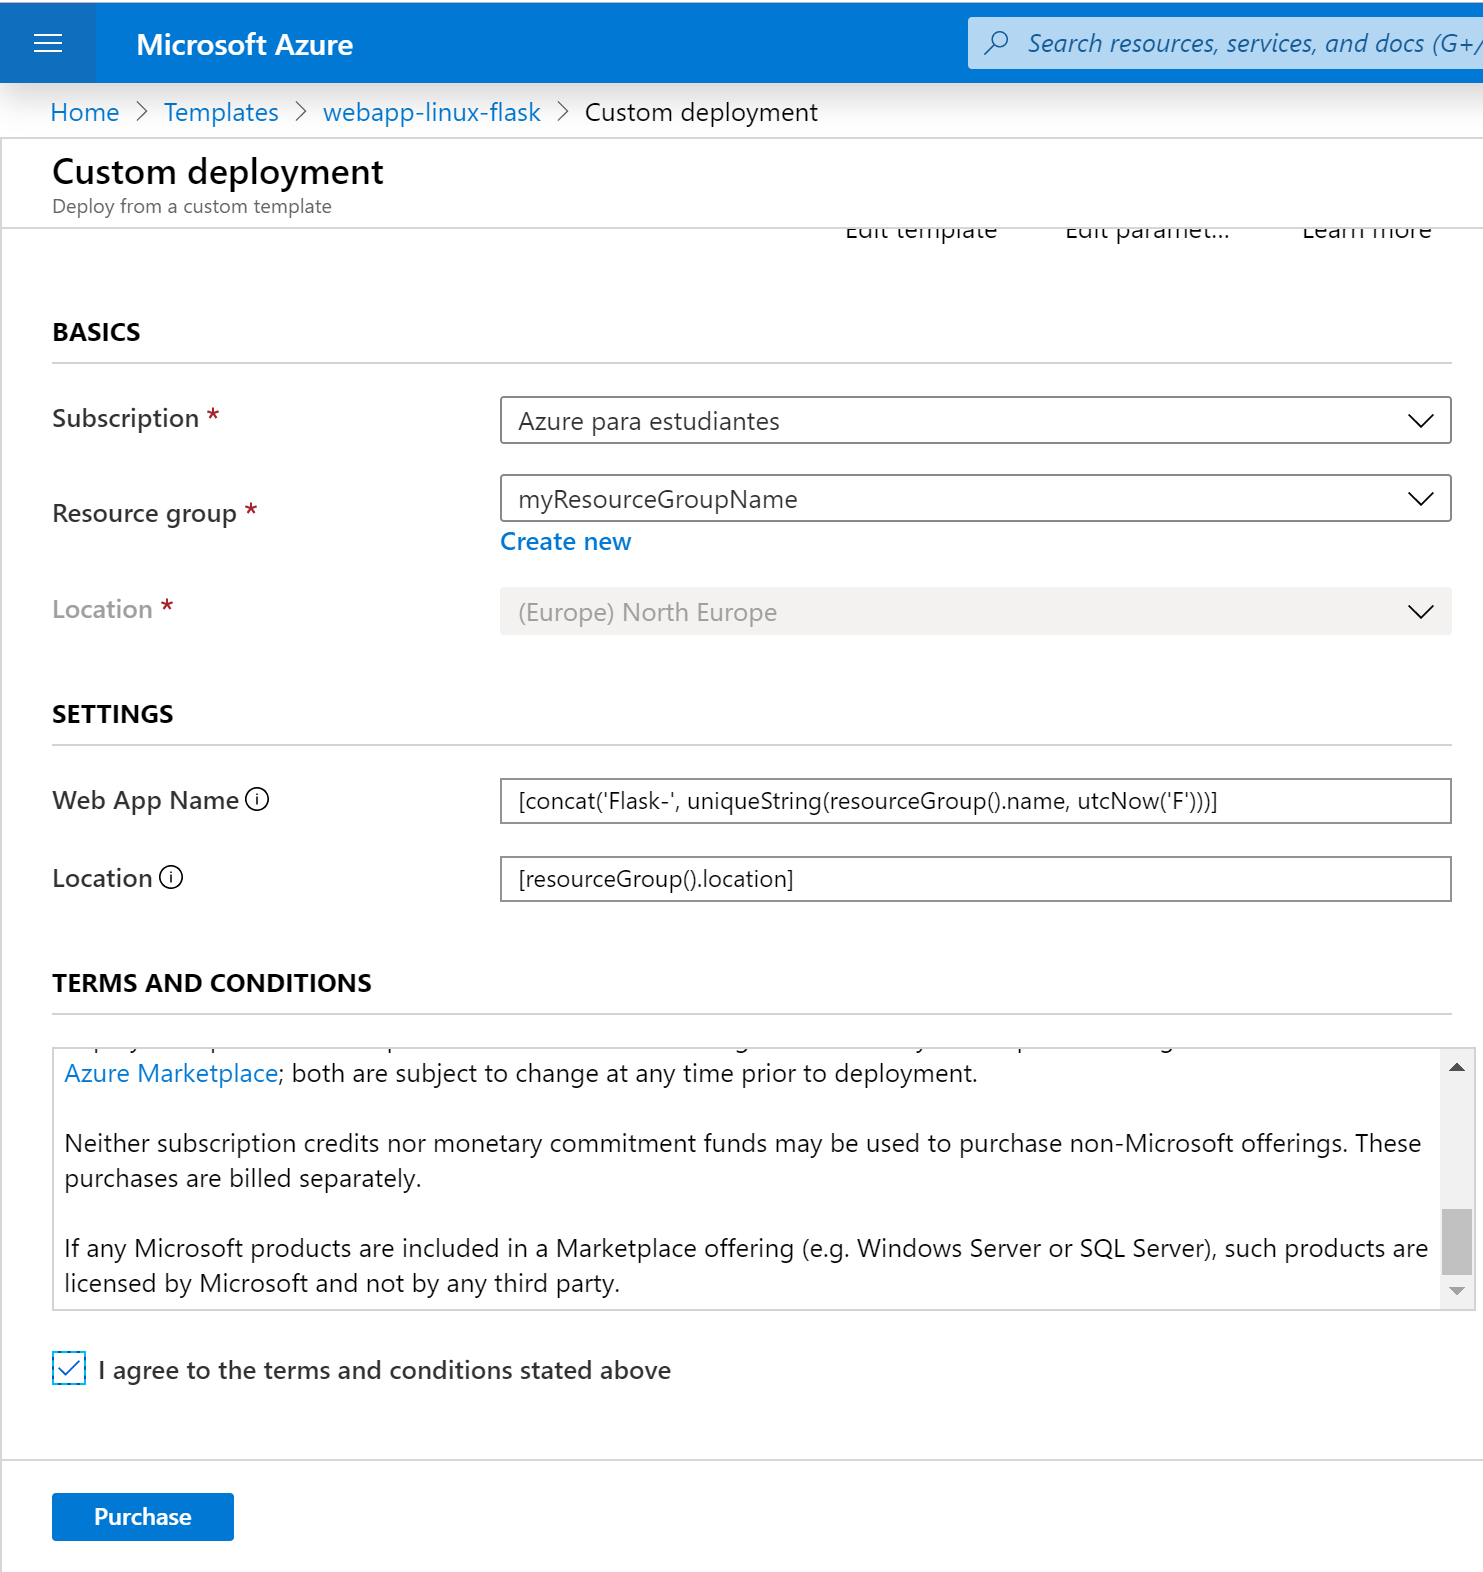 Microsoft Azure
Search resources, services, and docs (G+/
Home > Templates > webapp-linux-flask > Custom deployment
Custom deployment
Deploy from a custom template
Edit template Edit paramet... Learn more
BASICS
Subscription *
Azure para estudiantes
Resource group *
myResourceGroupName
Create new
Location *
(Europe) North Europe
SETTINGS
Web App Name
[concat('Flask-', uniqueString(resourceGroup().name, utcNow('F')))]
Location
[resourceGroup().location]
TERMS AND CONDITIONS
Azure Marketplace; both are subject to change at any time prior to deployment.
Neither subscription credits nor monetary commitment funds may be used to purchase non-Microsoft offerings. These
purchases are billed separately.
If any Microsoft products are included in a Marketplace offering (e.g. Windows Server or SQL Server), such products are
licensed by Microsoft and not by any third party.
I agree to the terms and conditions stated above
Purchase